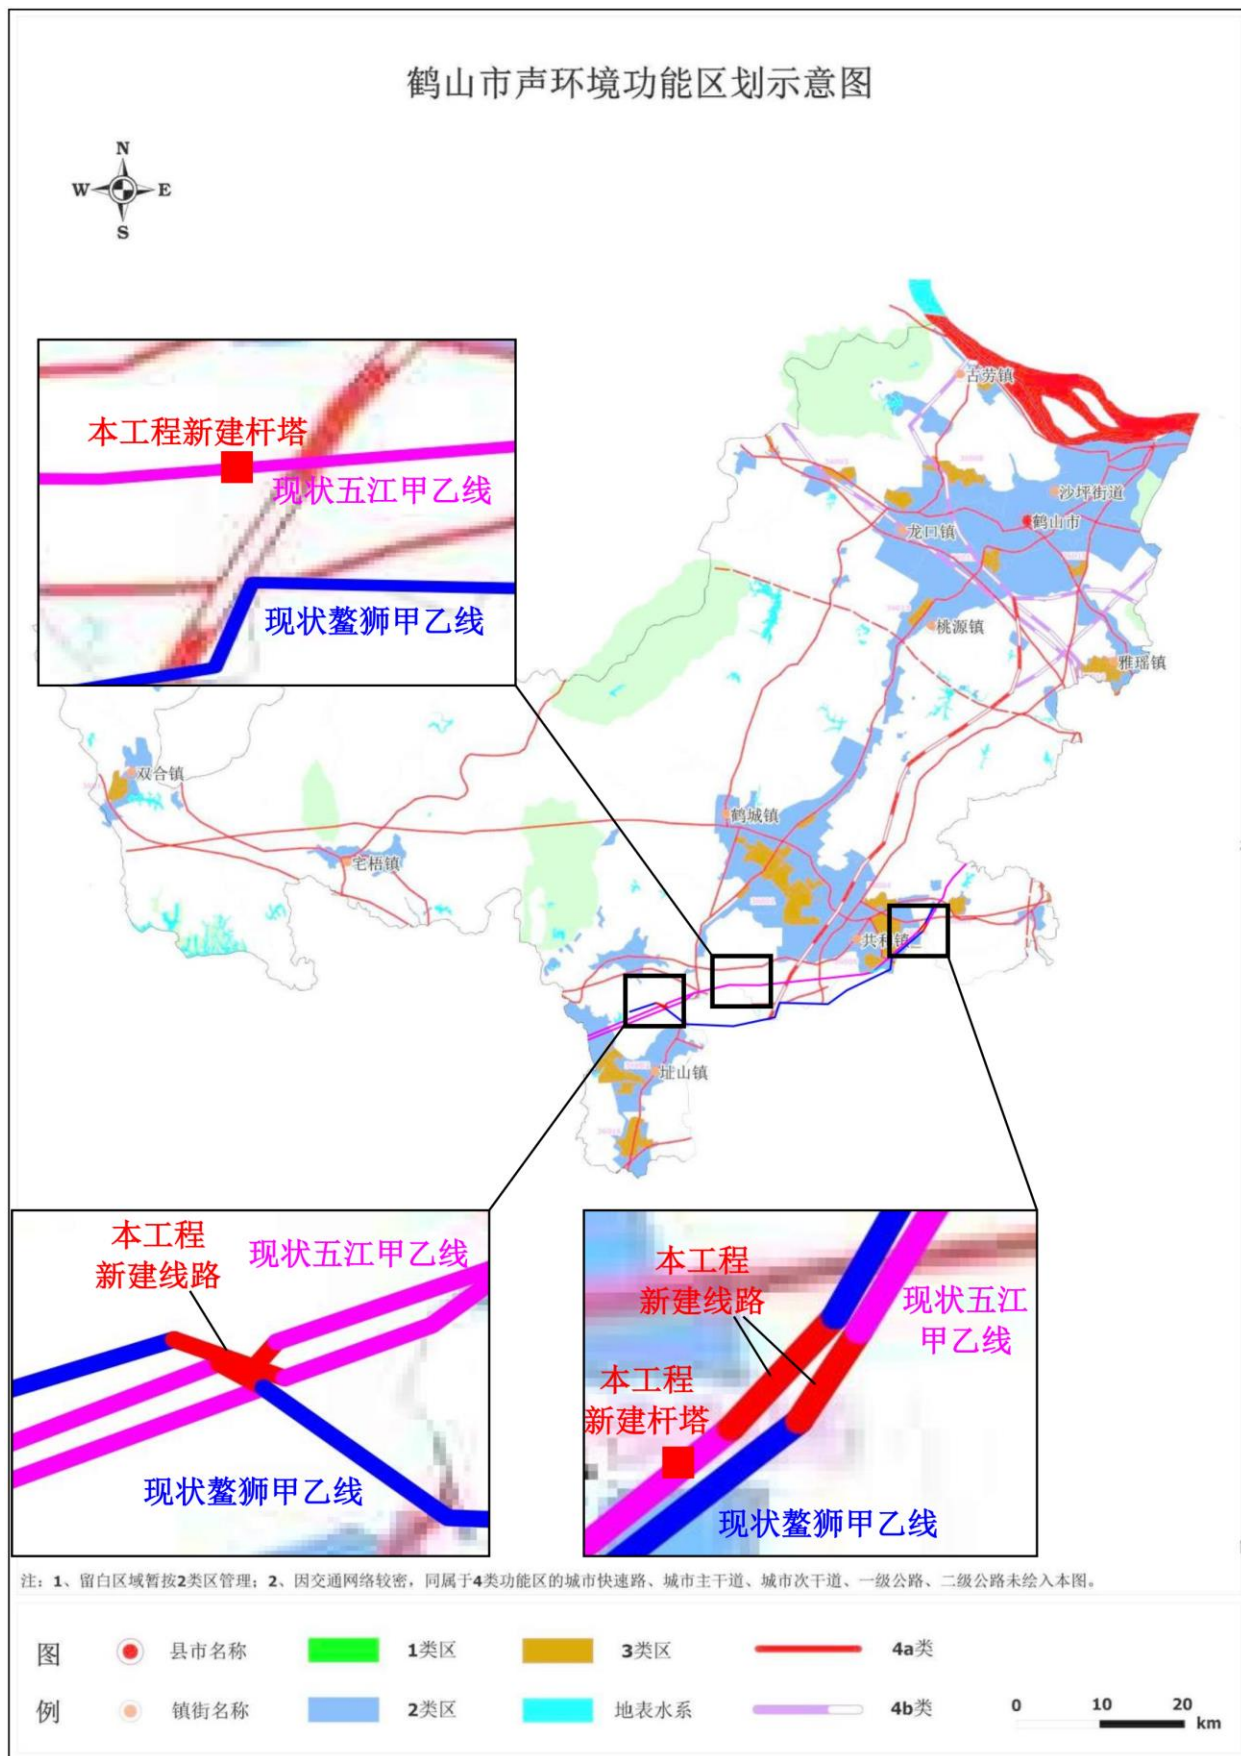 鹤山市声环境功能区划示意图
N
W
E
S
本工程新建杆塔
现状五江甲乙线
现状鳌狮甲乙线
古劳镇
沙坪街道
鹤山市
龙口镇
桃源镇
雅瑶镇
双合镇
鹤城镇
宅梧镇
共和镇
址山镇
本工程
新建线路
现状五江甲乙线
现状鳌狮甲乙线
本工程
新建线路
现状五江
甲乙线
本工程
新建杆塔
现状鳌狮甲乙线
注：1、留白区域暂按2类区管理；2、因交通网络较密，同属于4类功能区的城市快速路、城市主干道、城市次干道、一级公路、二级公路未绘入本图。
图
例
县市名称
1类区
3类区
4a类
镇街名称
2类区
地表水系
4b类
0
10
20
km